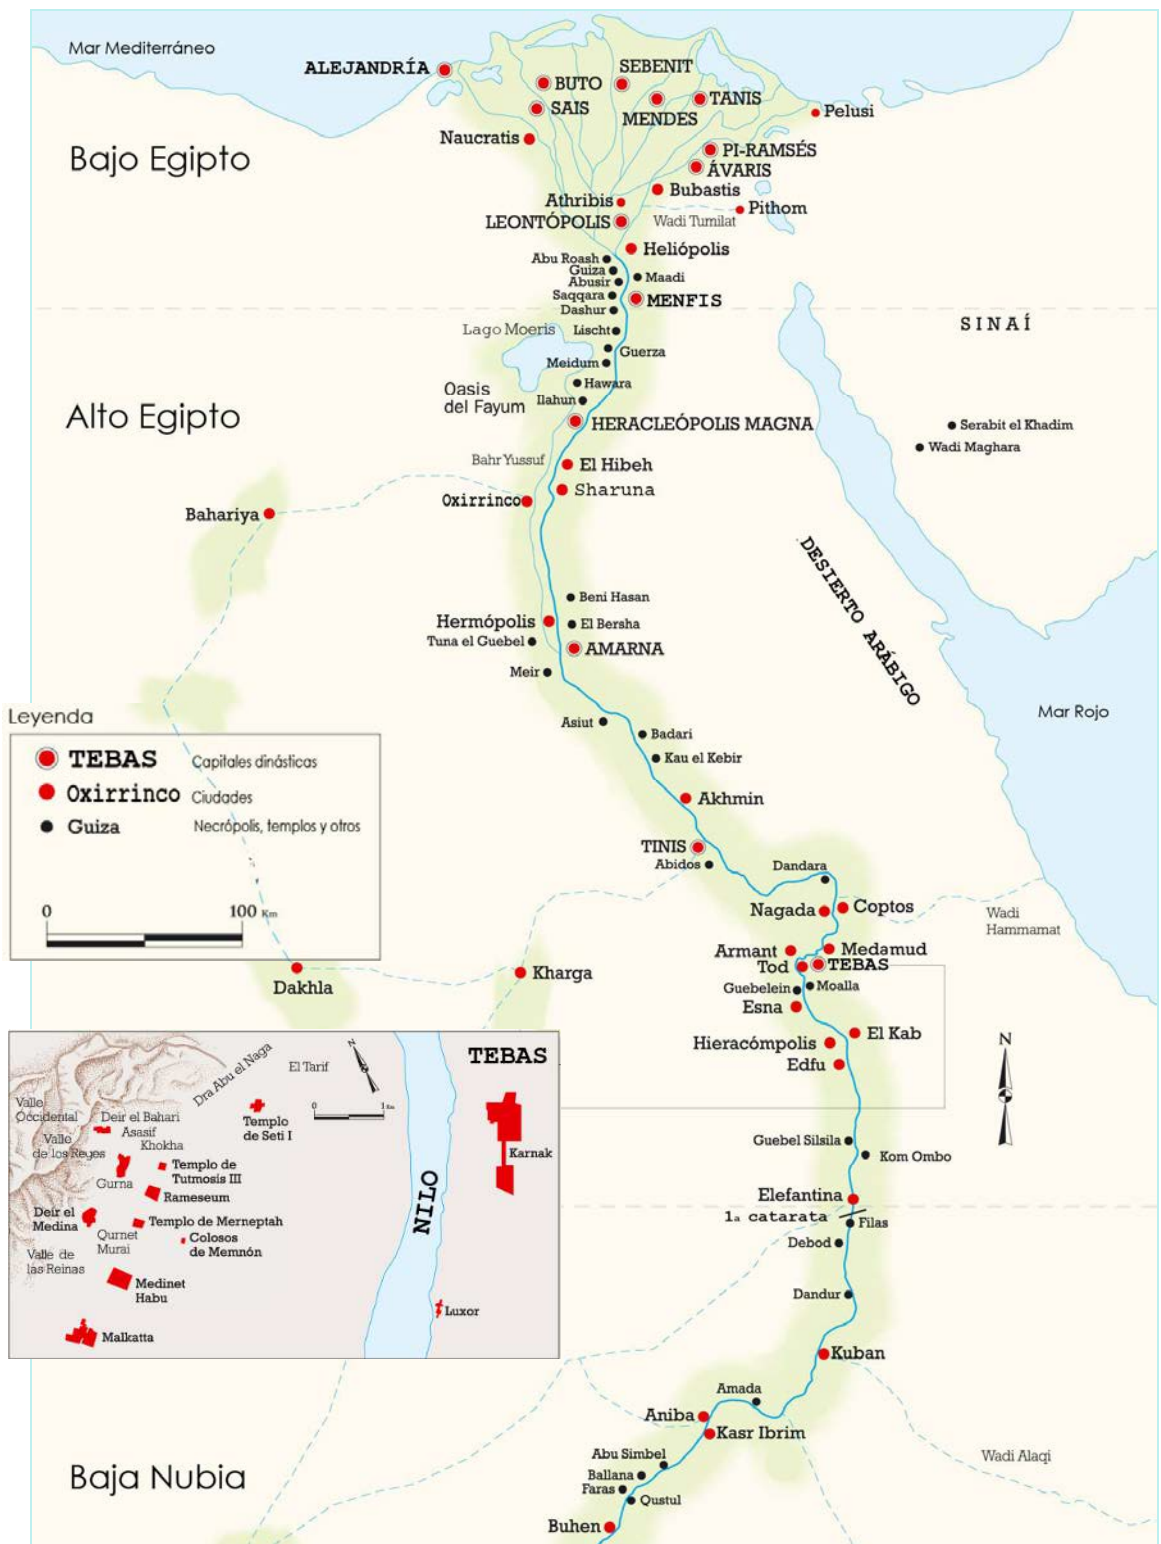 Mar Mediterráneo
ALEJANDRÍA
BUTO
SEBENIT
SAIS
MENDES
TANIS
Pelusi
Naucratis
Bajo Egipto
PI-RAMSÉS
ÁVARIS
Bubastis
Athribis
Pithom
LEONTÓPOLIS
Wadi Tumilat
Heliópolis
Abu Roash
Guiza
Maadi
Abusir
Saqqara
MENFIS
Dashur
SINAÍ
Lago Moeris
Lischt
Guerza
Meidum
Oasis
del Fayum
Hawara
Ilahun
Alto Egipto
HERACLEÓPOLIS MAGNA
Serabit el Khadim
Wadi Maghara
Bahr Yussuf
El Hibeh
Sharuna
Oxirrinco
Bahariya
DESIERTO ARÁBIGO
Beni Hasan
Hermópolis
El Bersha
Tuna el Guebel
AMARNA
Meir
Mar Rojo
Asiut
Badari
Kau el Kebir
Akhmin
TINIS
Abidos
Dandara
Nagada
Coptos
Wadi
Hammamat
Armant
Medamud
Tod
TEBAS
Kharga
Dakhla
Guebelein
Moalla
Esna
El Kab
Hieracómpolis
Edfu
N
Guebel Silsila
Kom Ombo
Elefantina
1a catarata
Filas
Debod
Dandur
Kuban
Amada
Aniba
Kasr Ibrim
Abu Simbel
Wadi Alaqi
Ballana
Faras
Qustul
Baja Nubia
Buhen
Leyenda
TEBAS Capitales dinásticas
Oxirrinco Ciudades
Guiza Necrópolis, templos y otros
0 100 Km
TEBAS
N
Dra Abu el Naga
El Tarif
0 1 Km
Valle
Occidental
Deir el Bahari
Asasif
Templo
de Seti I
Valle
de los Reyes
Khokha
Karnak
Templo de
Tutmosis III
Gurna
Rameseum
Deir el
Medina
Templo de Merneptah
Qurnet
Murai
Colosos
de Memnón
NILO
Valle de
las Reinas
Medinet
Habu
Luxor
Malkatta